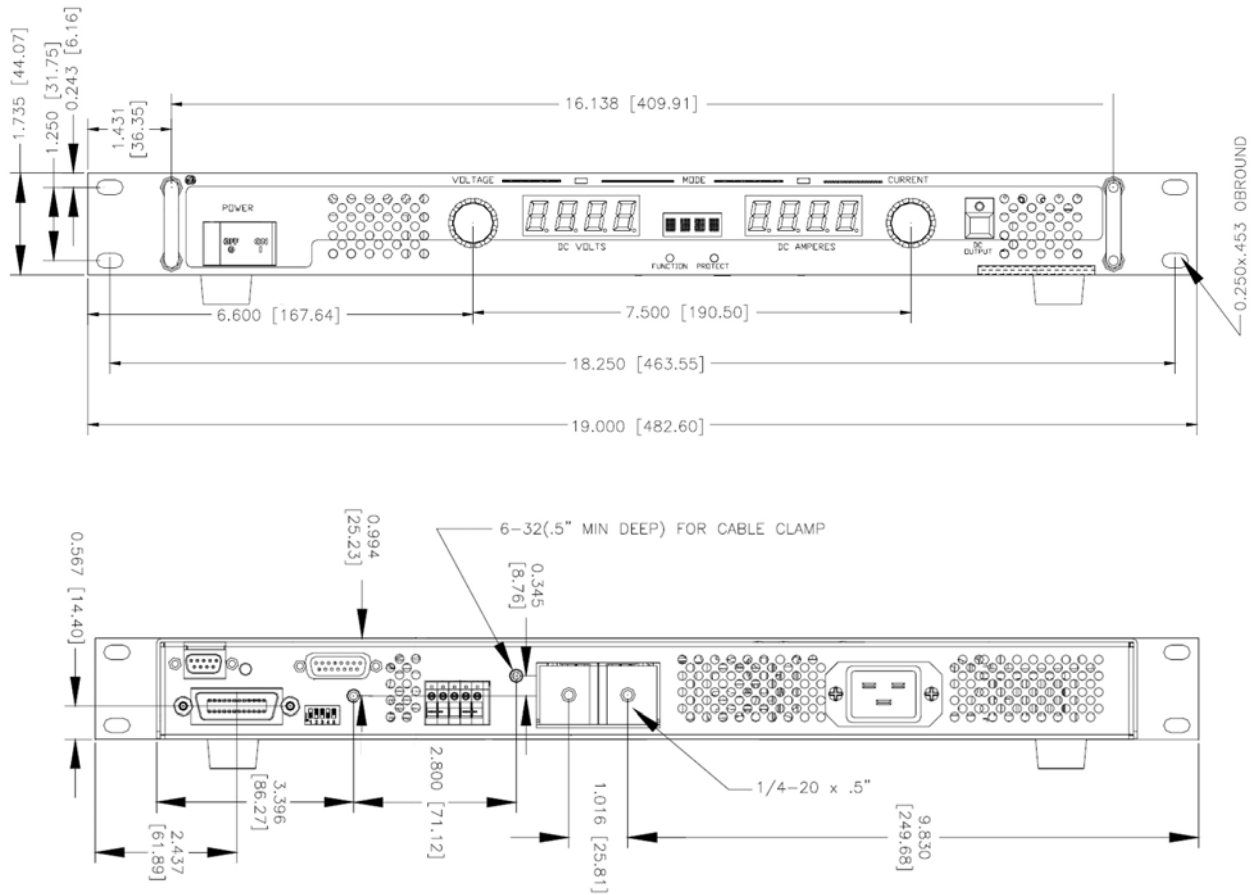 1.735 [44.07]
1.250 [31.75]
0.243 [6.16]
1.431
[36.35]
16.138 [409.91]
0.250x.453 OBROUND
VOLTAGE
MODE
CURRENT
POWER
OFF
ON
O
I
DC VOLTS
DC AMPERES
FUNCTION
PROTECT
DC
OUTPUT
6.600 [167.64]
7.500 [190.50]
18.250 [463.55]
19.000 [482.60]
6-32(.5" MIN DEEP) FOR CABLE CLAMP
0.567 [14.40]
0.994
[25.23]
0.345
[8.76]
2.437
[61.89]
3.396
[86.27]
2.800 [71.12]
1.016 [25.81]
1/4-20 x .5"
9.830
[249.68]